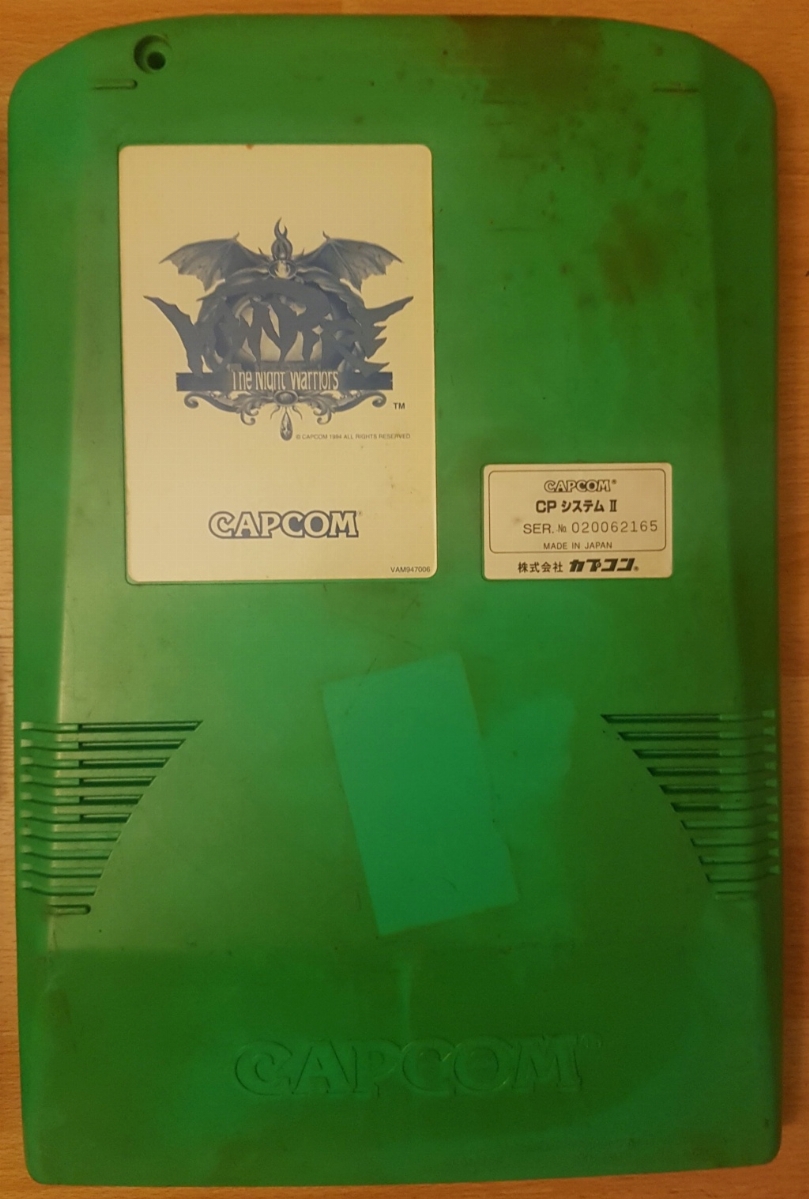 VAMPIRE
The Night Warriors
TM
© CAPCOM 1994 ALL RIGHTS RESERVED
CAPCOM®
VAM947006
CAPCOM®
CP システム II
SER. № 020062165
MADE IN JAPAN
株式会社 カプコン®
CAPCOM®